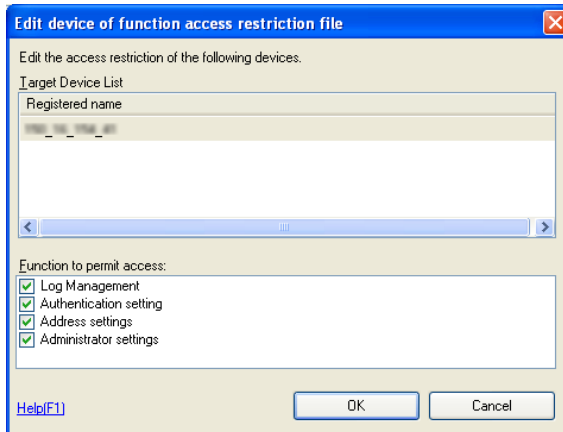 Edit device of function access restriction file
Edit the access restriction of the following devices.
Target Device List
Registered name
Function to permit access:
Log Management
Authentication setting
Address settings
Administrator settings
Help(F1)
OK
Cancel